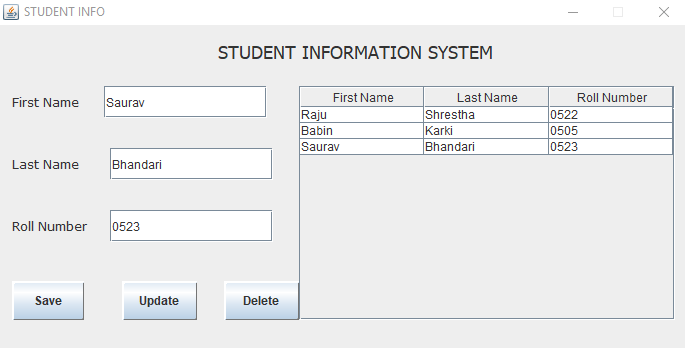 STUDENT INFO
STUDENT INFORMATION SYSTEM
First Name Saurav
Last Name Bhandari
Roll Number 0523
Save Update Delete
First Name Last Name Roll Number
Raju Shrestha 0522
Babin Karki 0505
Saurav Bhandari 0523